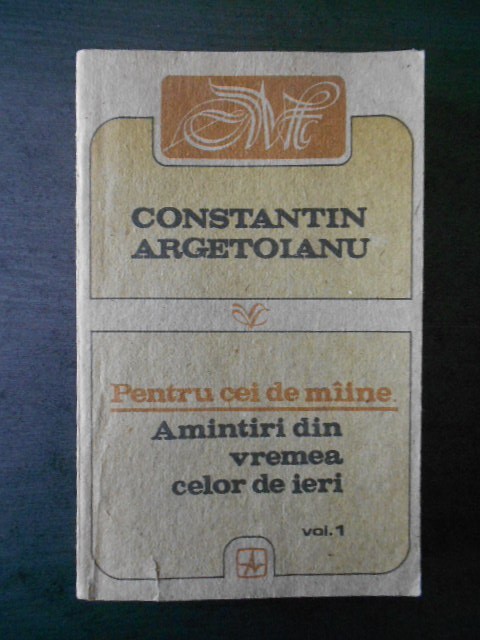 CONSTANTIN
ARGETOIANU
Pentru cei de mîine.
Amintiri din
vremea
celor de ieri
vol.1